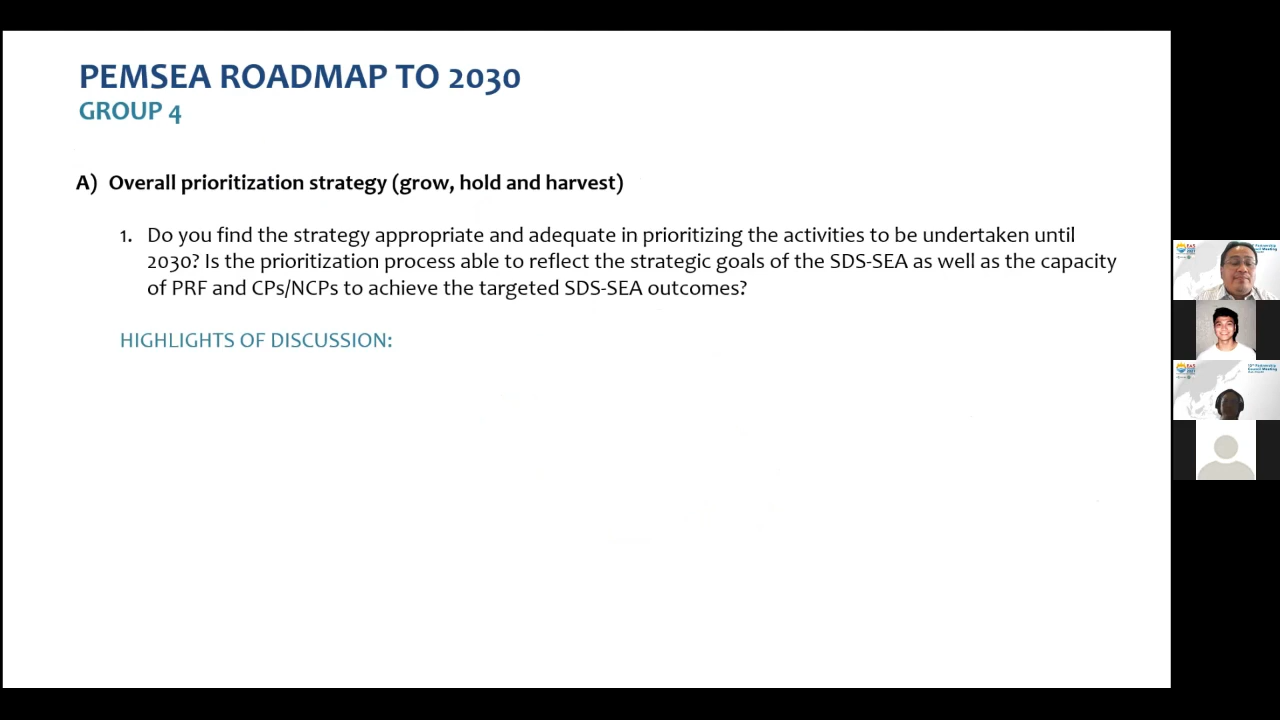 PEMSEA ROADMAP TO 2030
GROUP 4
A) Overall prioritization strategy (grow, hold and harvest)
1. Do you find the strategy appropriate and adequate in prioritizing the activities to be undertaken until
2030? Is the prioritization process able to reflect the strategic goals of the SDS-SEA as well as the capacity
of PRF and CPs/NCPs to achieve the targeted SDS-SEA outcomes?
HIGHLIGHTS OF DISCUSSION: